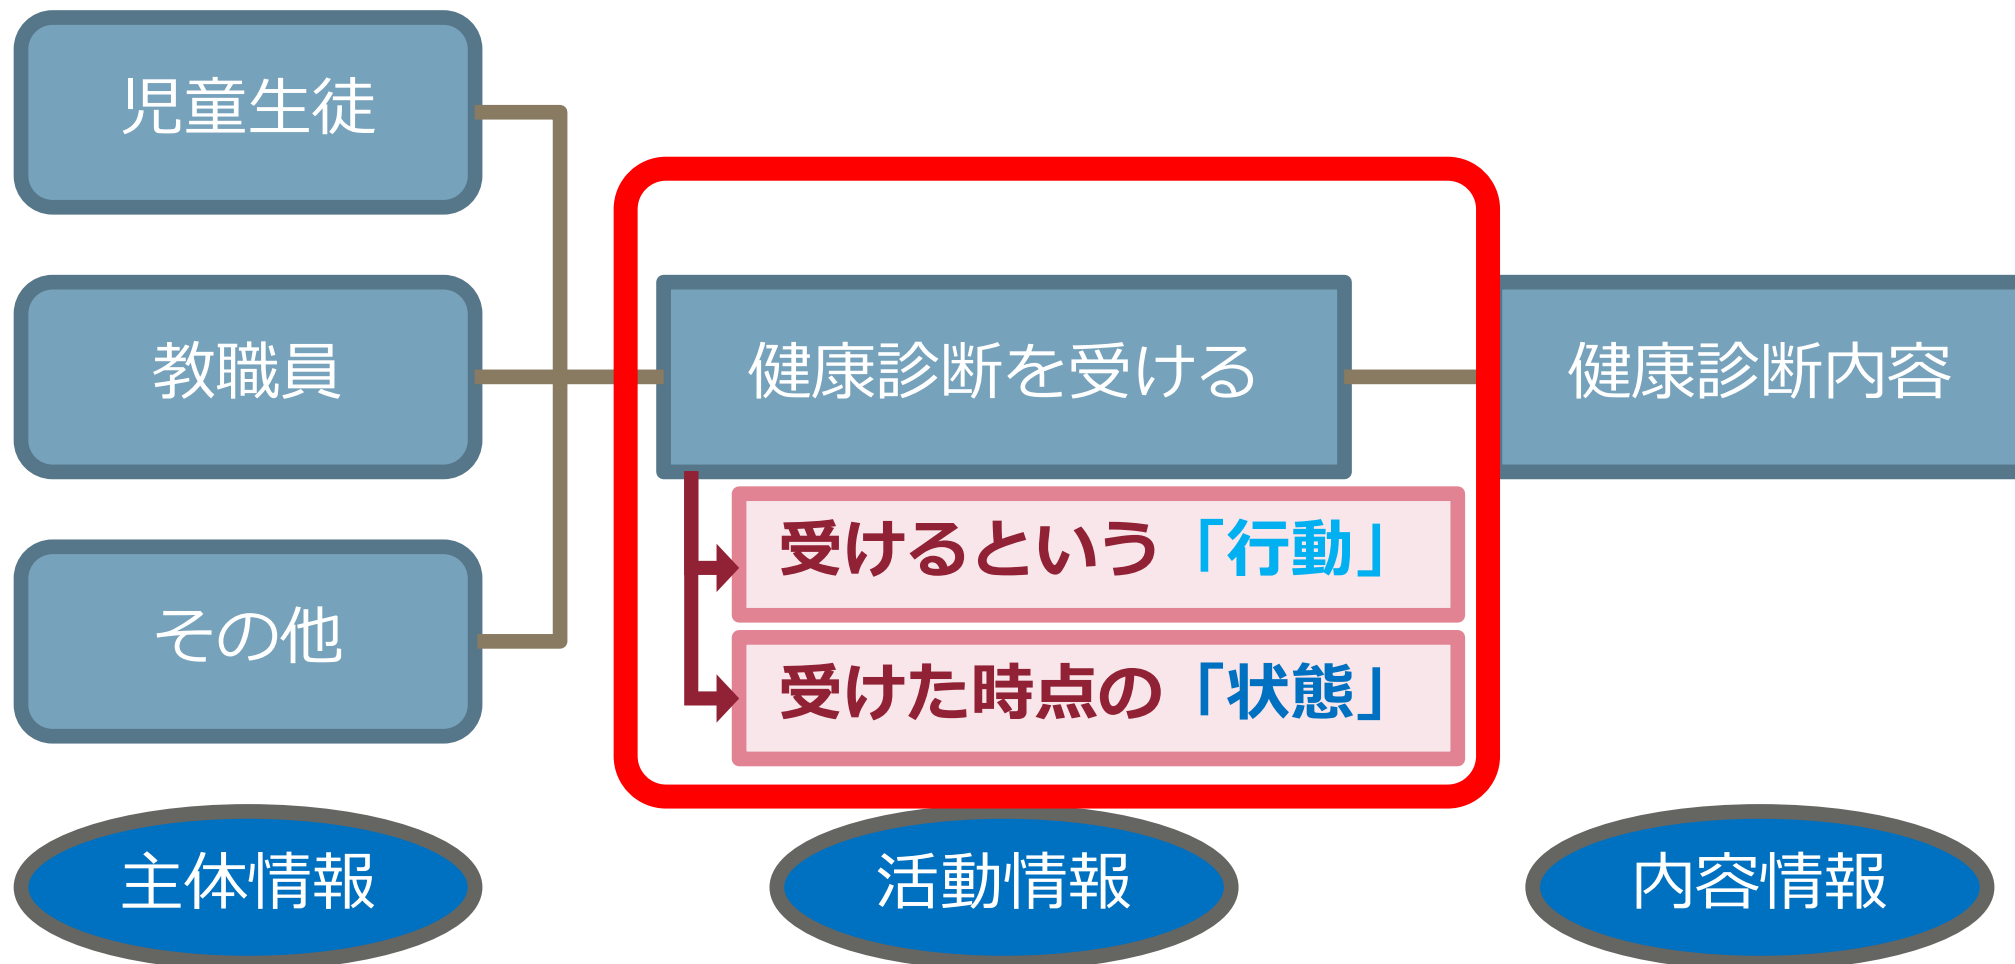 児童生徒
教職員
その他
健康診断を受ける
受けるという「行動」
受けた時点の「状態」
健康診断内容
主体情報
活動情報
内容情報